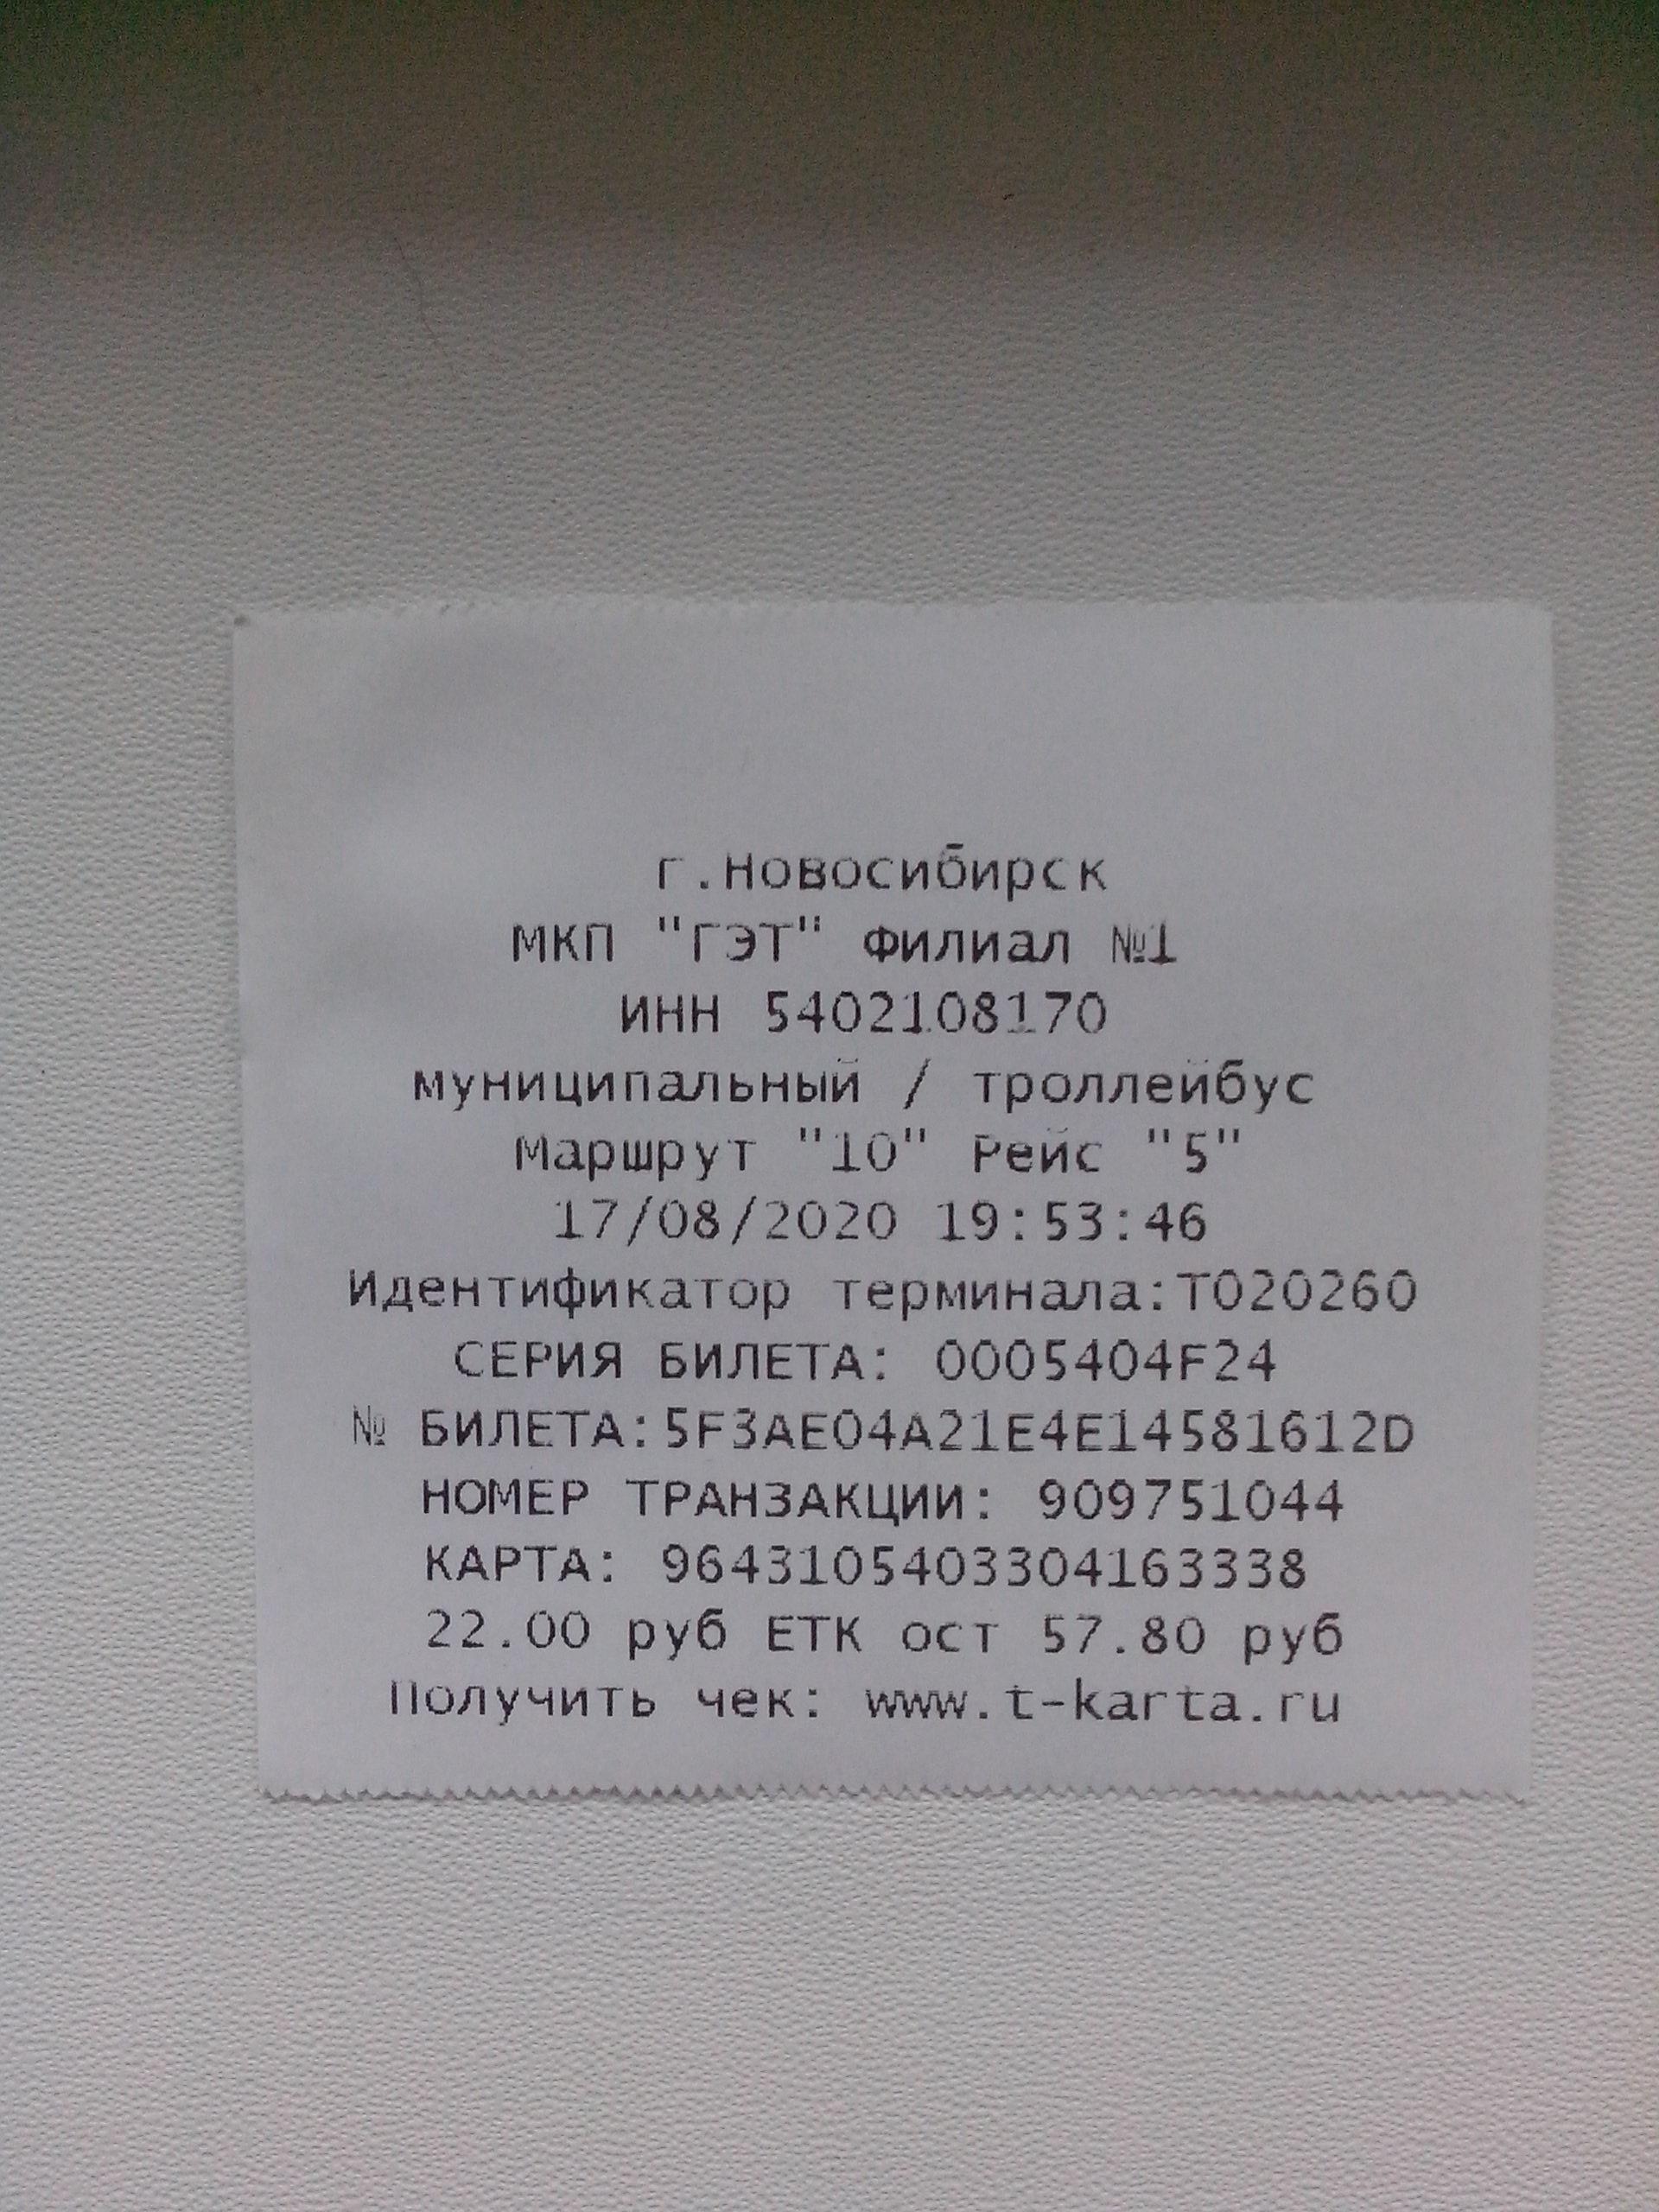 г.Новосибирск
МКП "ГЭТ" Филиал №1
ИНН 5402108170
муниципальный / троллейбус
Маршрут "10" Рейс "5"
17/08/2020 19:53:46
Идентификатор терминала:T020260
СЕРИЯ БИЛЕТА: 0005404F24
№ БИЛЕТА:5F3AE04A21E4E14581612D
НОМЕР ТРАНЗАКЦИИ: 909751044
КАРТА: 9643105403304163338
22.00 руб ЕТК ост 57.80 руб
Получить чек: www.t-karta.ru